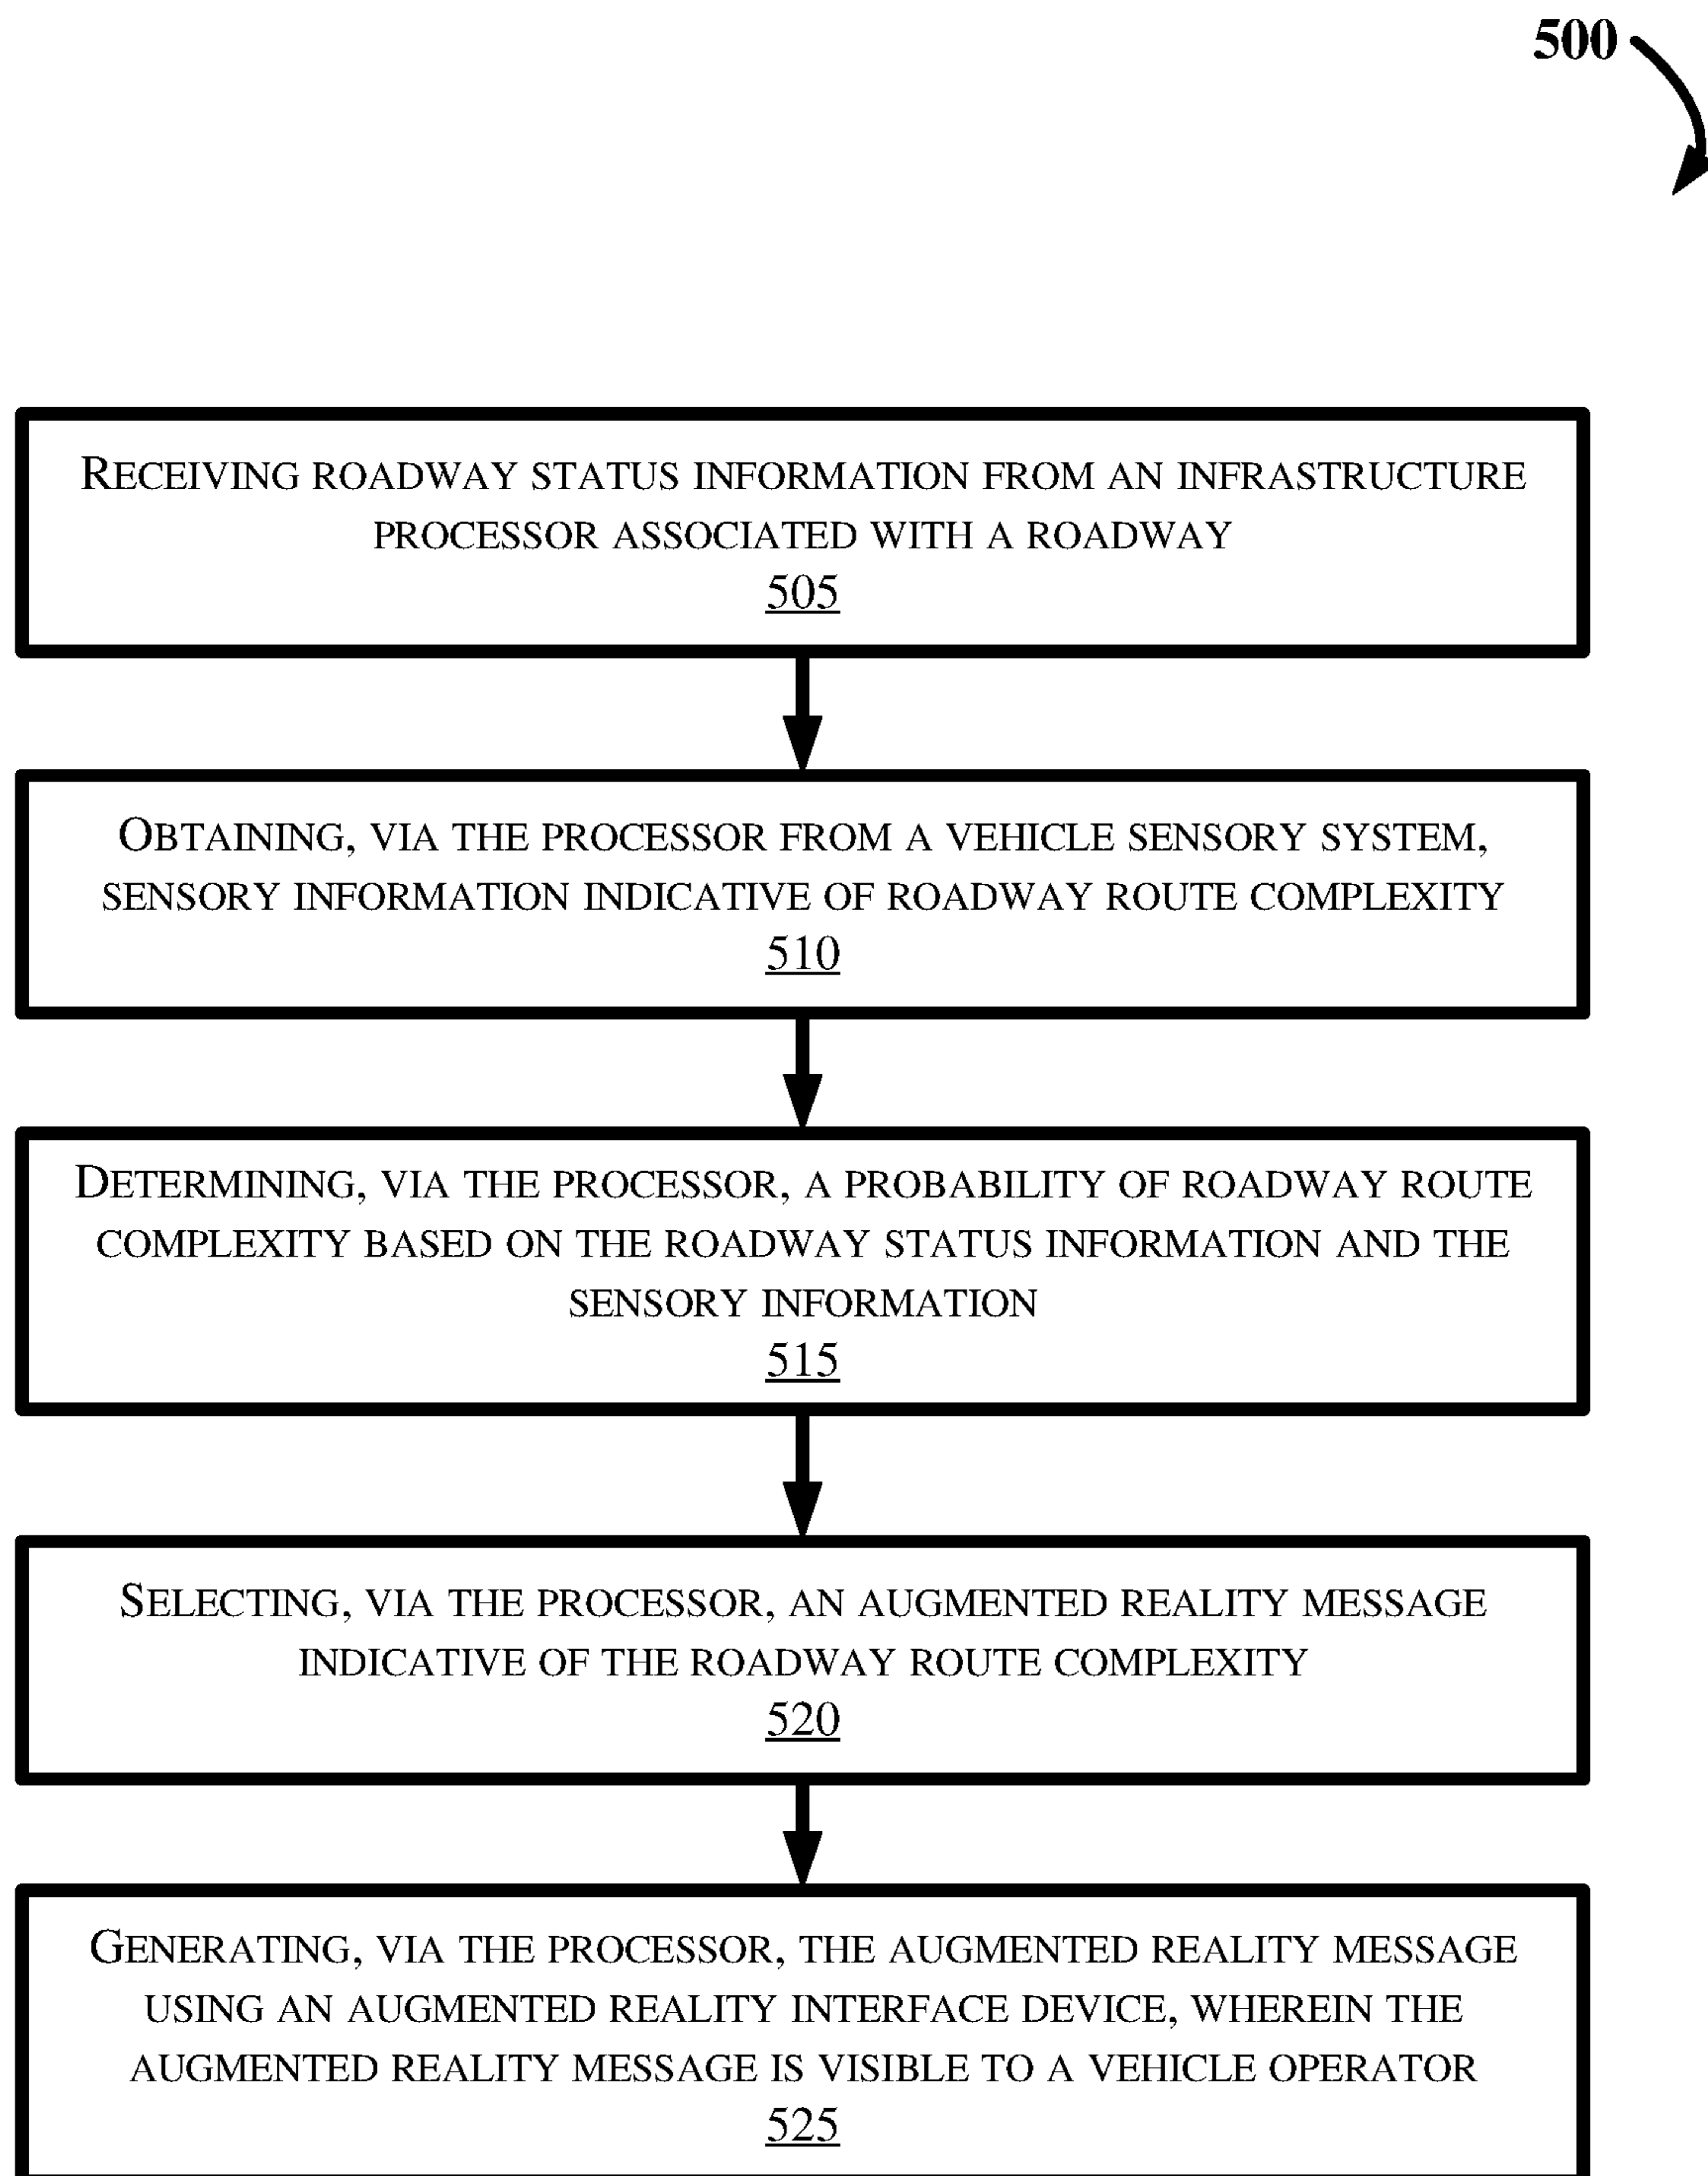 500
RECEIVING ROADWAY STATUS INFORMATION FROM AN INFRASTRUCTURE
PROCESSOR ASSOCIATED WITH A ROADWAY
505
OBTAINING, VIA THE PROCESSOR FROM A VEHICLE SENSORY SYSTEM,
SENSORY INFORMATION INDICATIVE OF ROADWAY ROUTE COMPLEXITY
510
DETERMINING, VIA THE PROCESSOR, A PROBABILITY OF ROADWAY ROUTE
COMPLEXITY BASED ON THE ROADWAY STATUS INFORMATION AND THE
SENSORY INFORMATION
515
SELECTING, VIA THE PROCESSOR, AN AUGMENTED REALITY MESSAGE
INDICATIVE OF THE ROADWAY ROUTE COMPLEXITY
520
GENERATING, VIA THE PROCESSOR, THE AUGMENTED REALITY MESSAGE
USING AN AUGMENTED REALITY INTERFACE DEVICE, WHEREIN THE
AUGMENTED REALITY MESSAGE IS VISIBLE TO A VEHICLE OPERATOR
525